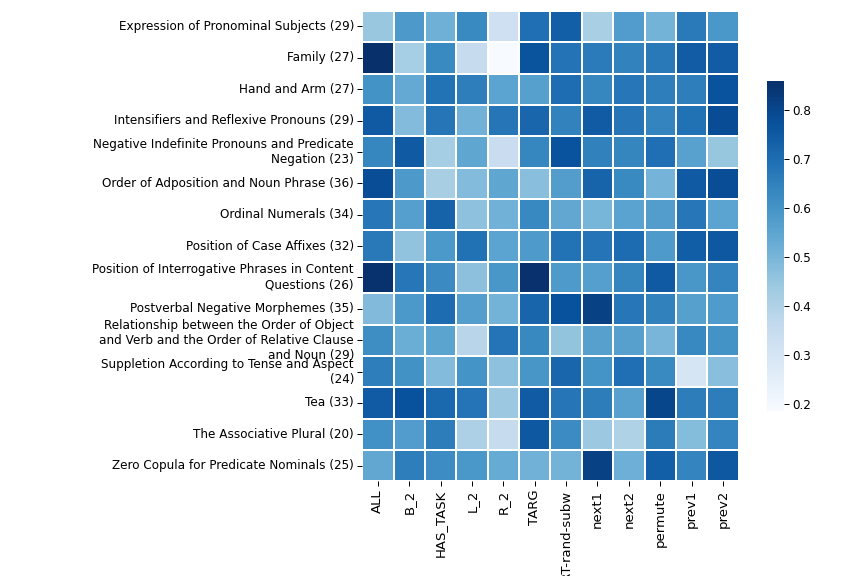 Expression of Pronominal Subjects (29)
Family (27)
Hand and Arm (27)
Intensifiers and Reflexive Pronouns (29)
Negative Indefinite Pronouns and Predicate
Negation (23)
Order of Adposition and Noun Phrase (36)
Ordinal Numerals (34)
Position of Case Affixes (32)
Position of Interrogative Phrases in Content
Questions (26)
Postverbal Negative Morphemes (35)
Relationship between the Order of Object
and Verb and the Order of Relative Clause
and Noun (29)
Suppletion According to Tense and Aspect
(24)
Tea (33)
The Associative Plural (20)
Zero Copula for Predicate Nominals (25)
ALL
B_2
HAS_TASK
L_2
R_2
TARG
T-rand-subw
next1
next2
permute
prev1
prev2
0.8
0.7
0.6
0.5
0.4
0.3
0.2